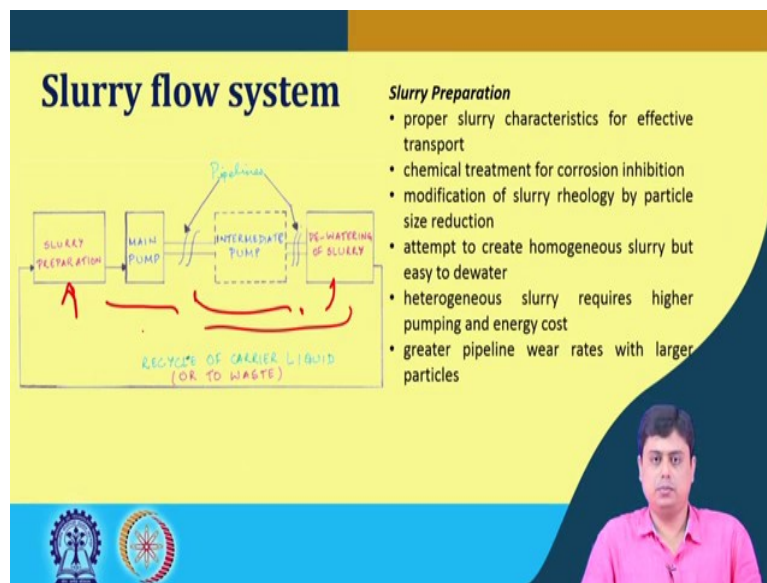 Slurry flow system
Slurry Preparation
• proper slurry characteristics for effective
transport
• chemical treatment for corrosion inhibition
• modification of slurry rheology by particle
size reduction
• attempt to create homogeneous slurry but
easy to dewater
• heterogeneous slurry requires higher
pumping and energy cost
• greater pipeline wear rates with larger
particles
Pipelines
SLURRY
PREPARATION
MAIN
PUMP
INTERMEDIATE
PUMP
DE-WATERING
OF SLURRY
RECYCLE OF CARRIER LIQUID
(OR TO WASTE)